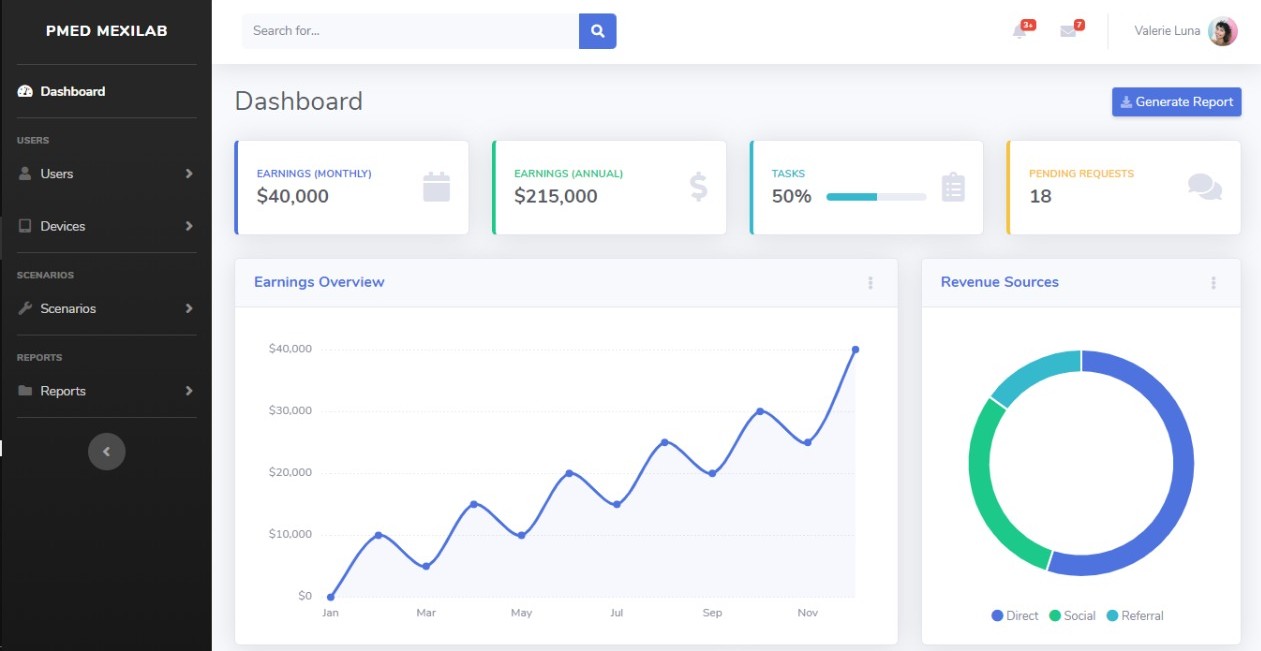 PMED MEXILAB
Dashboard
USERS
Users
Devices
SCENARIOS
Scenarios
REPORTS
Reports
Search for...
3+
7
Valerie Luna
Dashboard
Generate Report
EARNINGS (MONTHLY)
$40,000
EARNINGS (ANNUAL)
$215,000
TASKS
50%
PENDING REQUESTS
18
Earnings Overview
$40,000
$30,000
$20,000
$10,000
$0
Jan Mar May Jul Sep Nov
Revenue Sources
Direct Social Referral